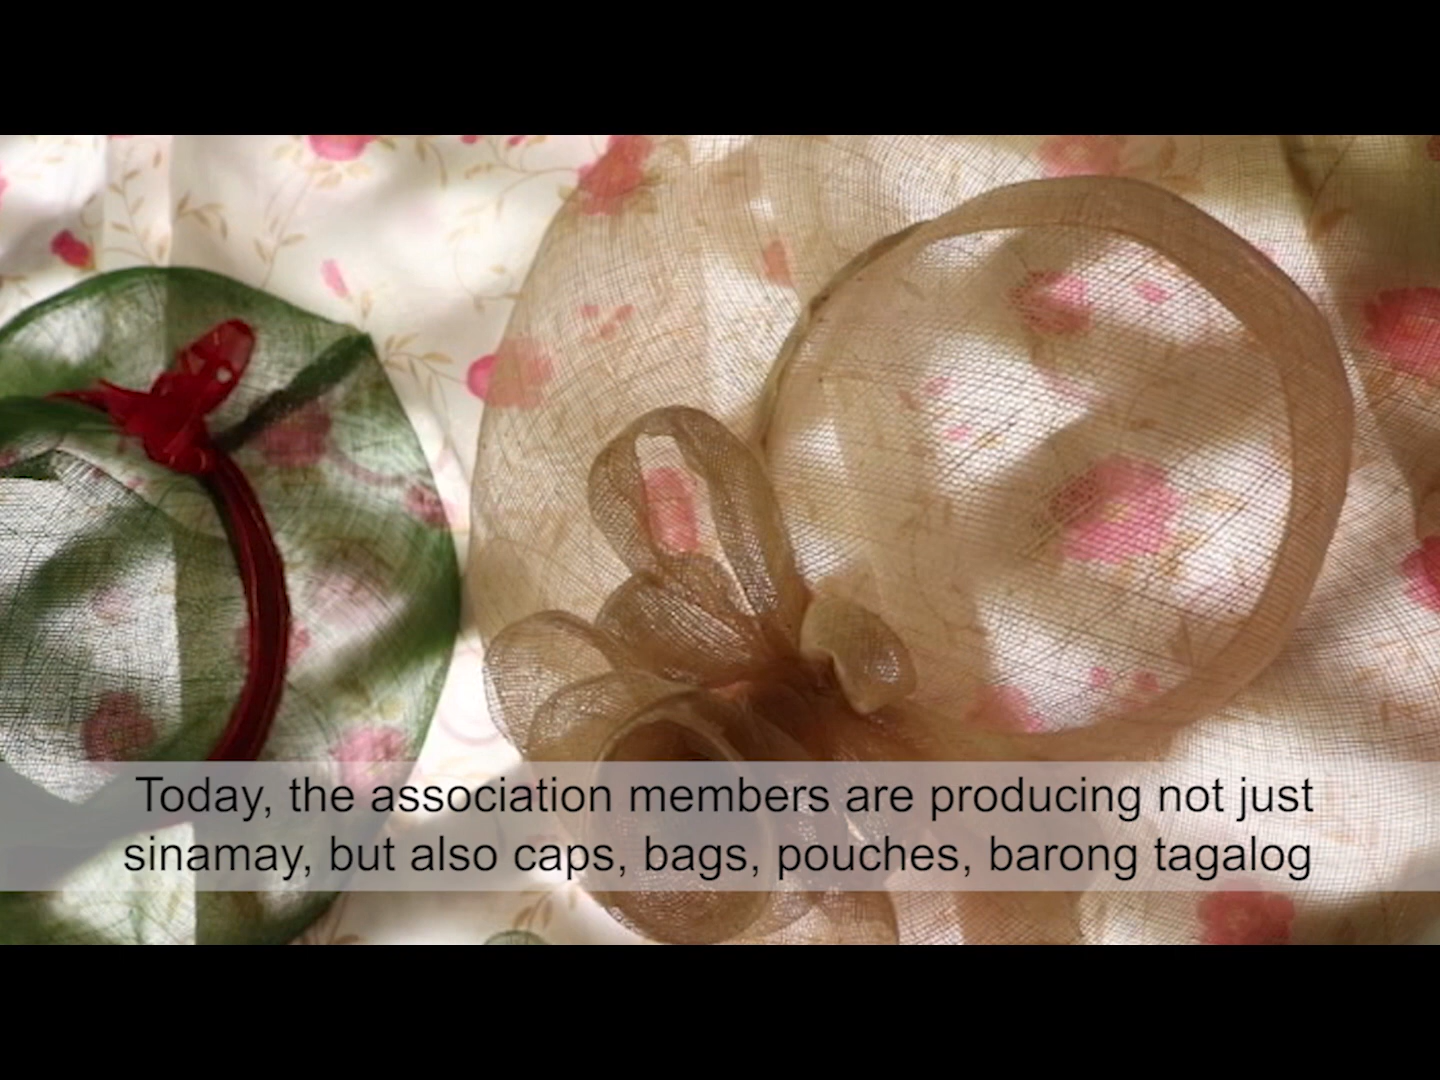 Today, the association members are producing not just
sinamay, but also caps, bags, pouches, barong tagalog